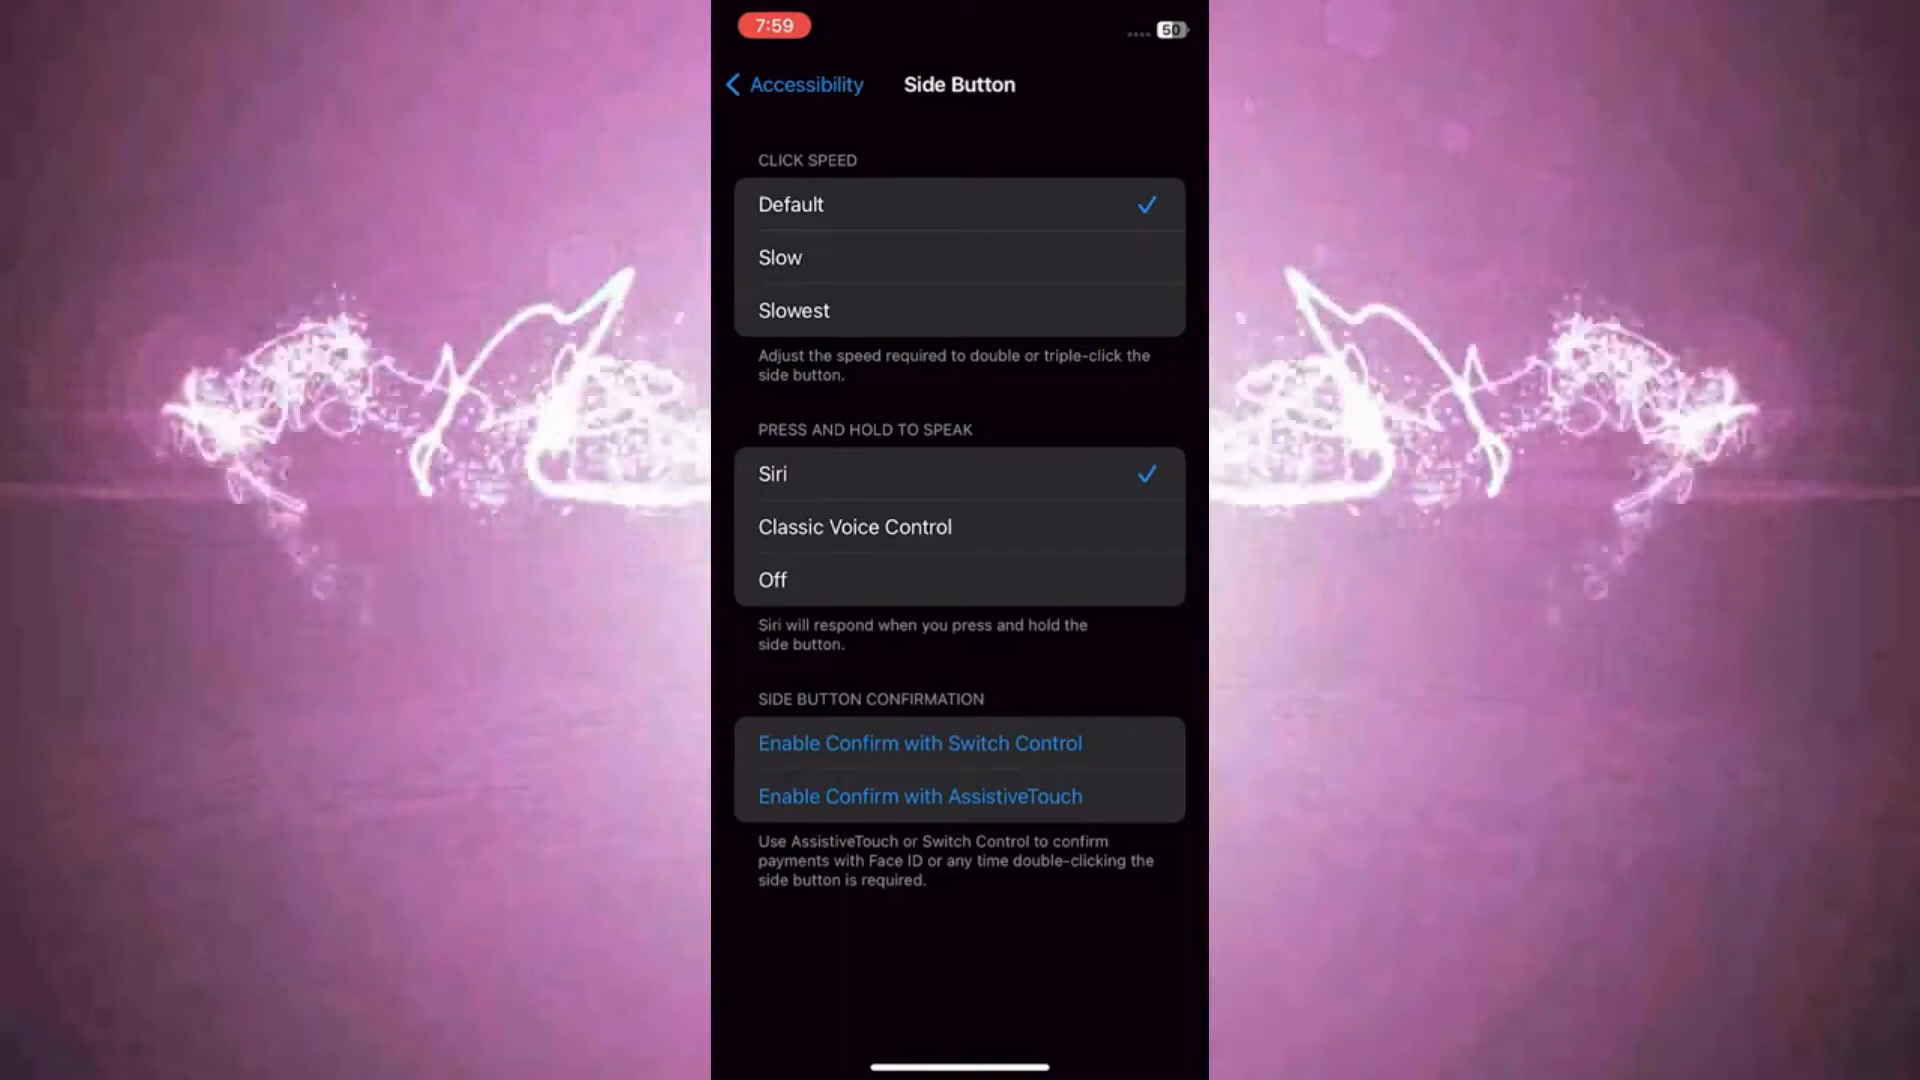 7:59
50
Accessibility
Side Button
CLICK SPEED
Default
Slow
Slowest
Adjust the speed required to double or triple-click the
side button.
PRESS AND HOLD TO SPEAK
Siri
Classic Voice Control
Off
Siri will respond when you press and hold the
side button.
SIDE BUTTON CONFIRMATION
Enable Confirm with Switch Control
Enable Confirm with AssistiveTouch
Use AssistiveTouch or Switch Control to confirm
payments with Face ID or any time double-clicking the
side button is required.